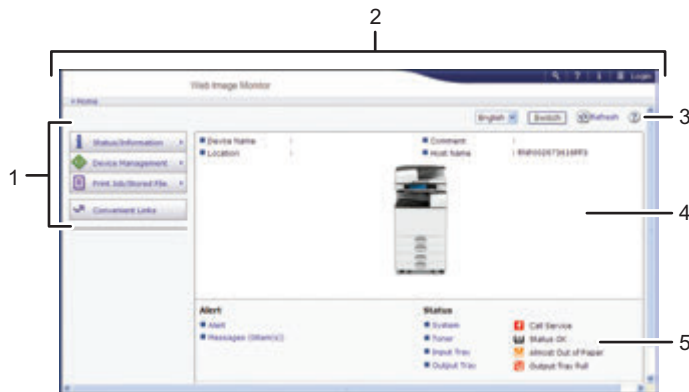 2
Web Image Monitor
Login
Home
English Switch Refresh
3
1
Status/Information
Device Management
Print Job/Stored File
Convenient Links
Device Name :
Comment :
Location :
Host Name :
4
Alert
Alert
Messages (0item(s))
Status
System
Toner
Input Tray
Output Tray
Call Service
Status OK
Almost Out of Paper
Output Tray Full
5